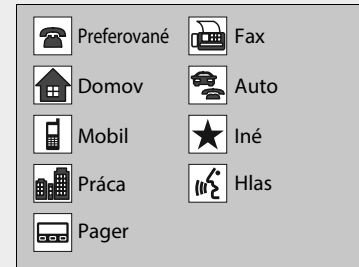 Preferované
Domov
Mobil
Práca
Pager
Fax
Auto
Iné
Hlas